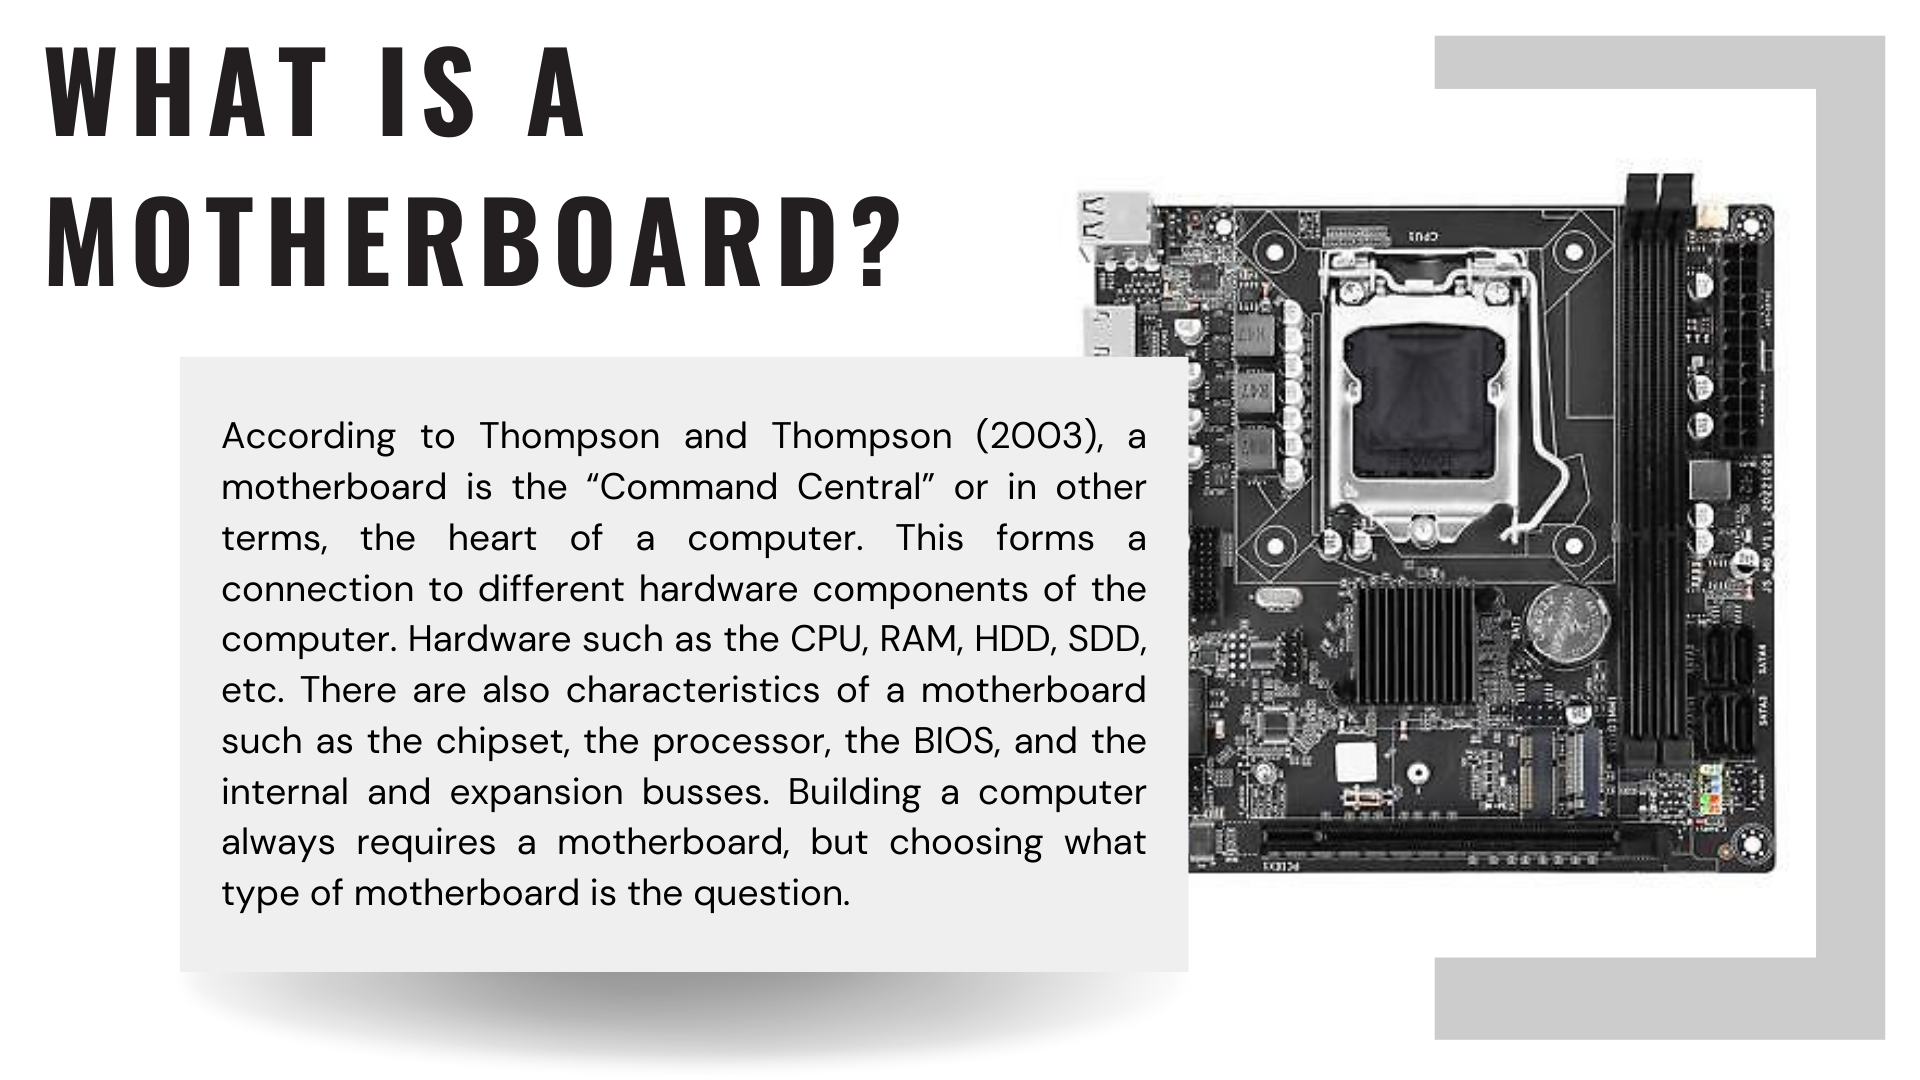 WHAT IS A
MOTHERBOARD?
According to Thompson and Thompson (2003), a
motherboard is the “Command Central” or in other
terms, the heart of a computer. This forms a
connection to different hardware components of the
computer. Hardware such as the CPU, RAM, HDD, SDD,
etc. There are also characteristics of a motherboard
such as the chipset, the processor, the BIOS, and the
internal and expansion busses. Building a computer
always requires a motherboard, but choosing what
type of motherboard is the question.
CPU1